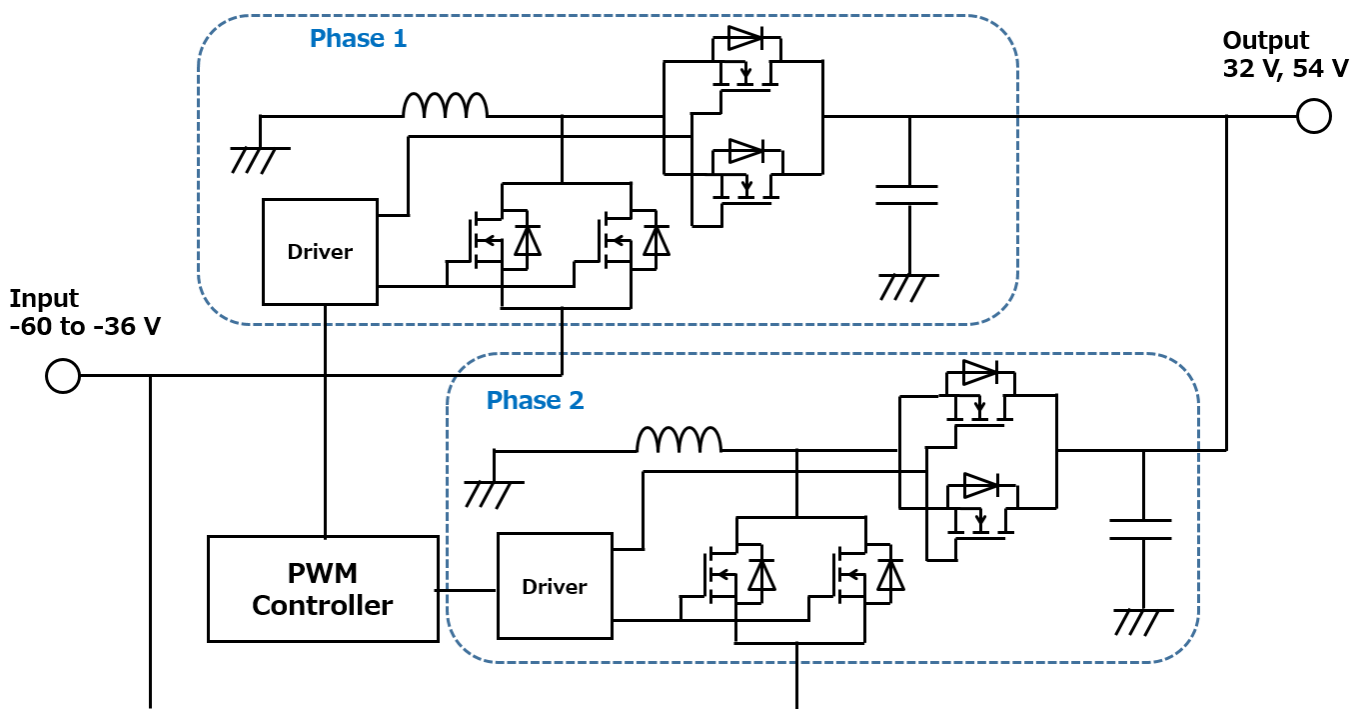 Phase 1
Output
32 V, 54 V
Driver
Input
-60 to -36 V
Phase 2
PWM
Controller
Driver